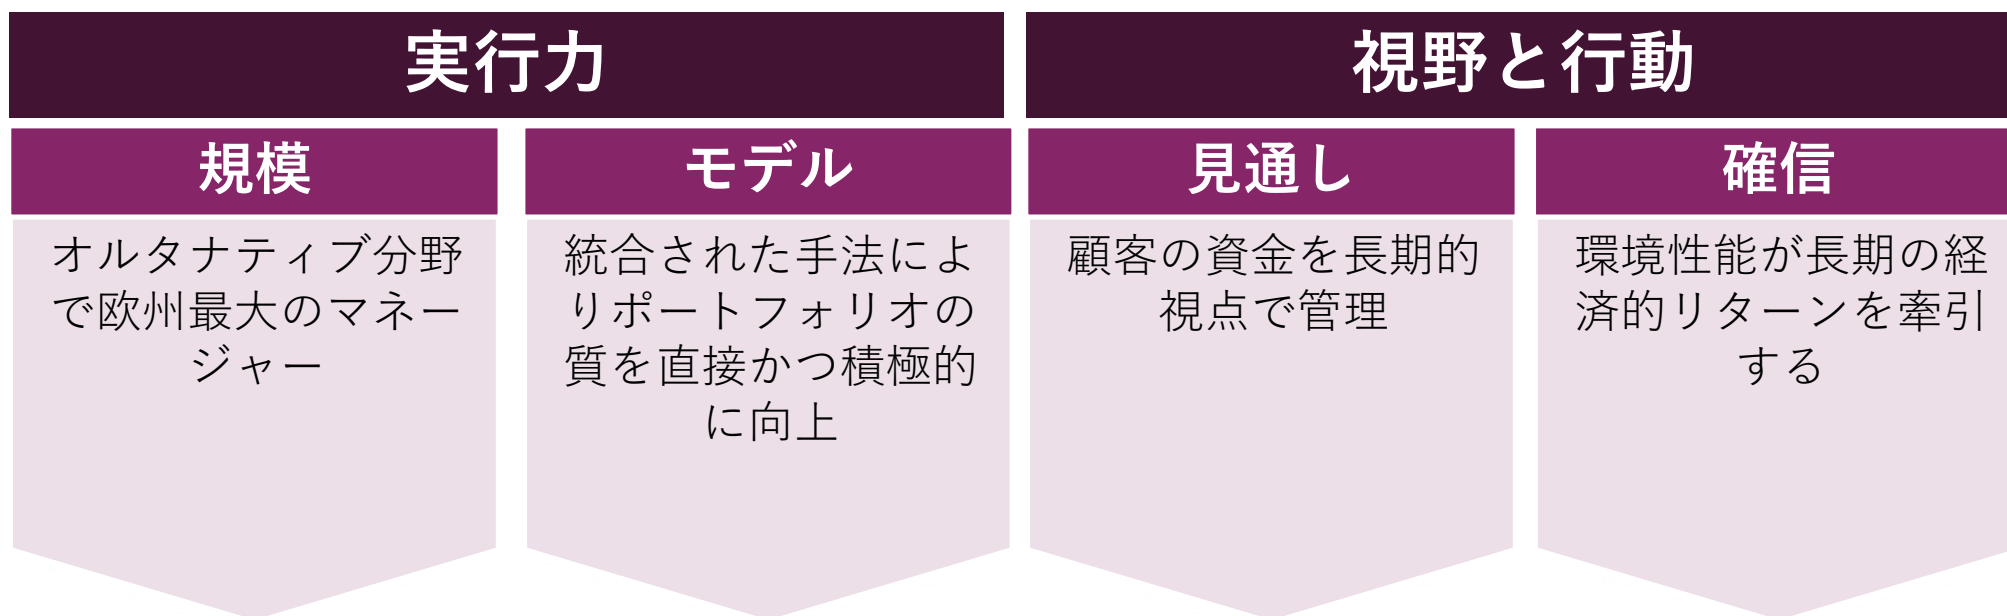 実行力
視野と行動
規模
モデル
見通し
確信
オルタナティブ分野
で欧州最大のマネー
ジャー
統合された手法によ
りポートフォリオの
質を直接かつ積極的
に向上
顧客の資金を長期的
視点で管理
環境性能が長期の経
済的リターンを牽引
する